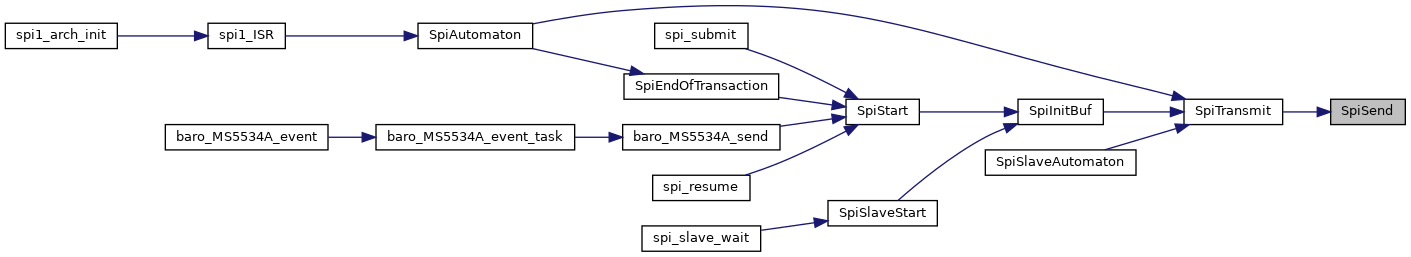 spi1_arch_init
spi1_ISR
SpiAutomaton
spi_submit
SpiEndOfTransaction
SpiStart
SpiInitBuf
SpiTransmit
SpiSend
baro_MS5534A_event
baro_MS5534A_event_task
baro_MS5534A_send
SpiSlaveAutomaton
spi_resume
SpiSlaveStart
spi_slave_wait